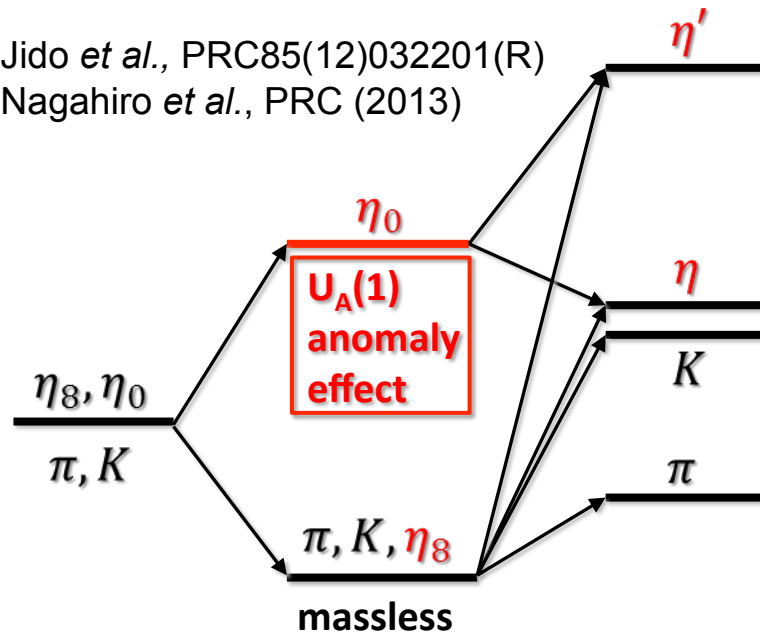 Jido et al., PRC85(12)032201(R)
Nagahiro et al., PRC (2013)
η′
η₀
U_A(1)
anomaly
effect
η
K
η₈, η₀
π, K
π
π, K, η₈
massless